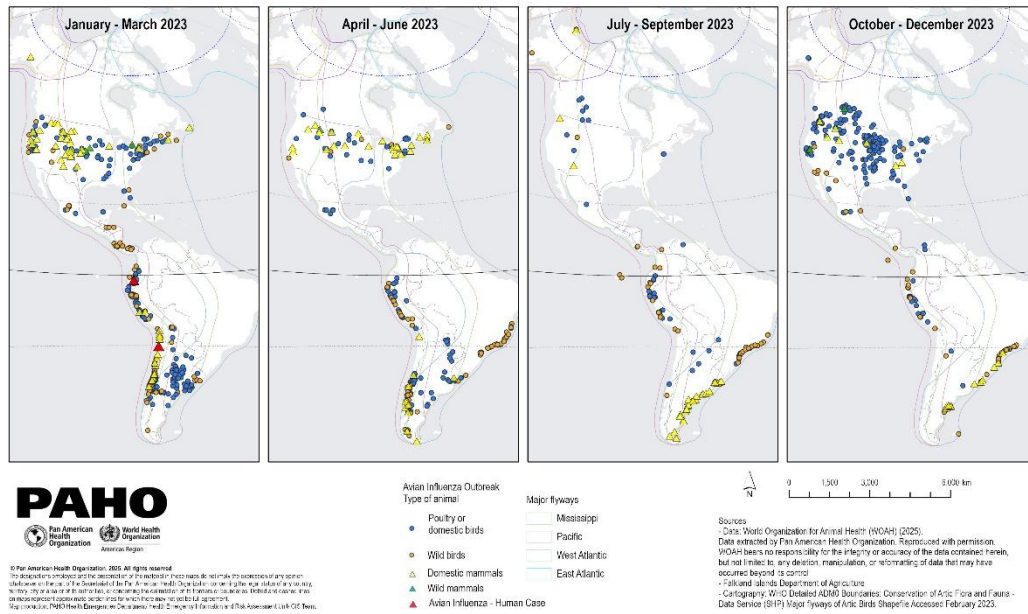 January - March 2023
April - June 2023
July - September 2023
October - December 2023
PAHO
Pan American
Health
Organization
World Health
Organization
Americas Region
© Pan American Health Organization, 2025. All rights reserved
Avian Influenza Outbreak
Type of animal
Poultry or
domestic birds
Wild birds
Domestic mammals
Wild mammals
Avian Influenza - Human Case
Major flyways
Mississippi
Pacific
West Atlantic
East Atlantic
N
0 1,500 3,000 6,000 km
Sources
- Data: World Organization for Animal Health (WOAH) (2025).
Data extracted by Pan American Health Organization. Reproduced with permission.
WOAH bears no responsibility for the integrity or accuracy of the data contained herein,
but not limited to, any deletion, manipulation, or reformatting of data that may have
occurred beyond its control
- Falkland Islands Department of Agriculture
- Cartography: WHO Detailed ADM0 Boundaries: Conservation of Artic Flora and Fauna -
Data Service (SHP) Major flyways of Artic Birds Shapefile Accessed February 2023.